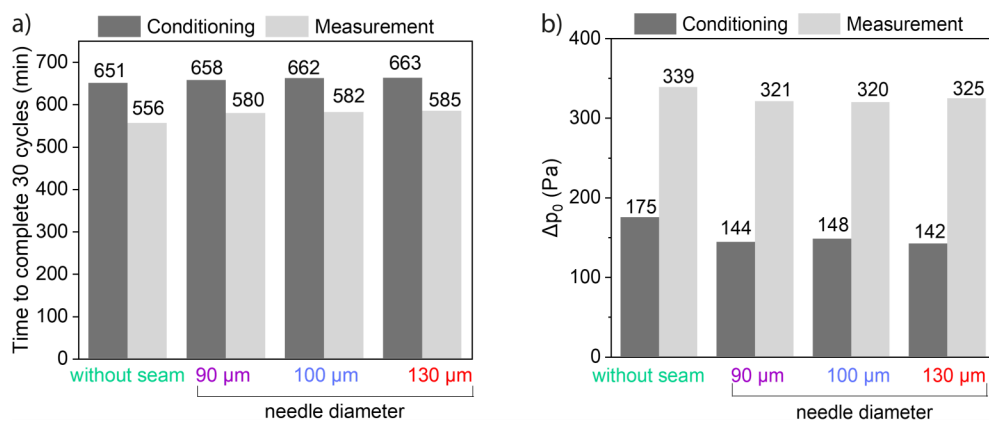 a)
Conditioning Measurement
Time to complete 30 cycles (min)
700
600
500
400
300
200
100
0
651
556
658
580
662
582
663
585
without seam 90 µm 100 µm 130 µm
needle diameter
b)
Conditioning Measurement
Δp₀ (Pa)
400
300
200
100
0
175
339
144
321
148
320
142
325
without seam 90 µm 100 µm 130 µm
needle diameter